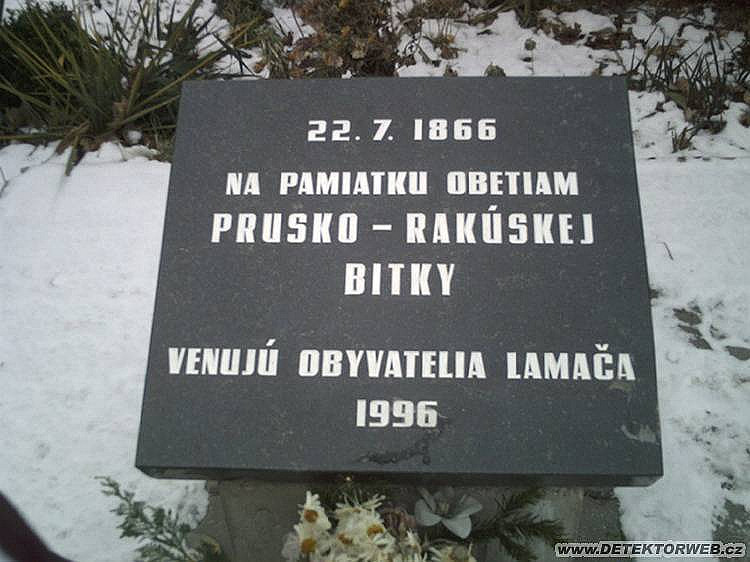 22. 7. 1866
NA PAMIATKU OBETIAM
PRUSKO - RAKÚSKEJ
BITKY
VENUJÚ OBYVATELIA LAMAČA
1996
WWW.DETEKTORWEB.cz